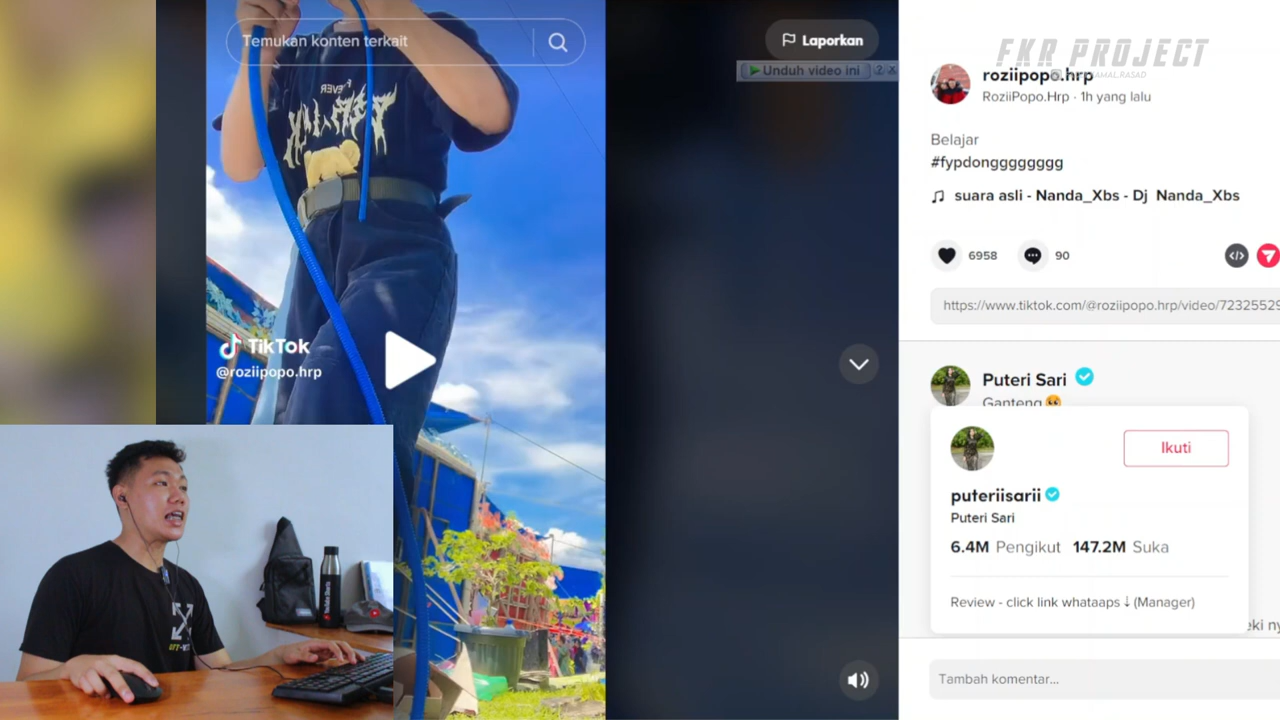 Temukan konten terkait
Laporkan
Unduh video ini
?
X
EVER
TikTok
@roziipopo.hrp
FKR PROJECT
roziipopo.hrp
RoziiPopo.Hrp · 1h yang lalu
Belajar
#fypdonggggggg
suara asli - Nanda_Xbs - Dj Nanda_Xbs
6958
90
https://www.tiktok.com/@roziipopo.hrp/video/72325529
Puteri Sari
Ganteng
Ikuti
puteriisarii
Puteri Sari
6.4M Pengikut 147.2M Suka
Review - click link whataaps ↓ (Manager)
Tambah komentar...